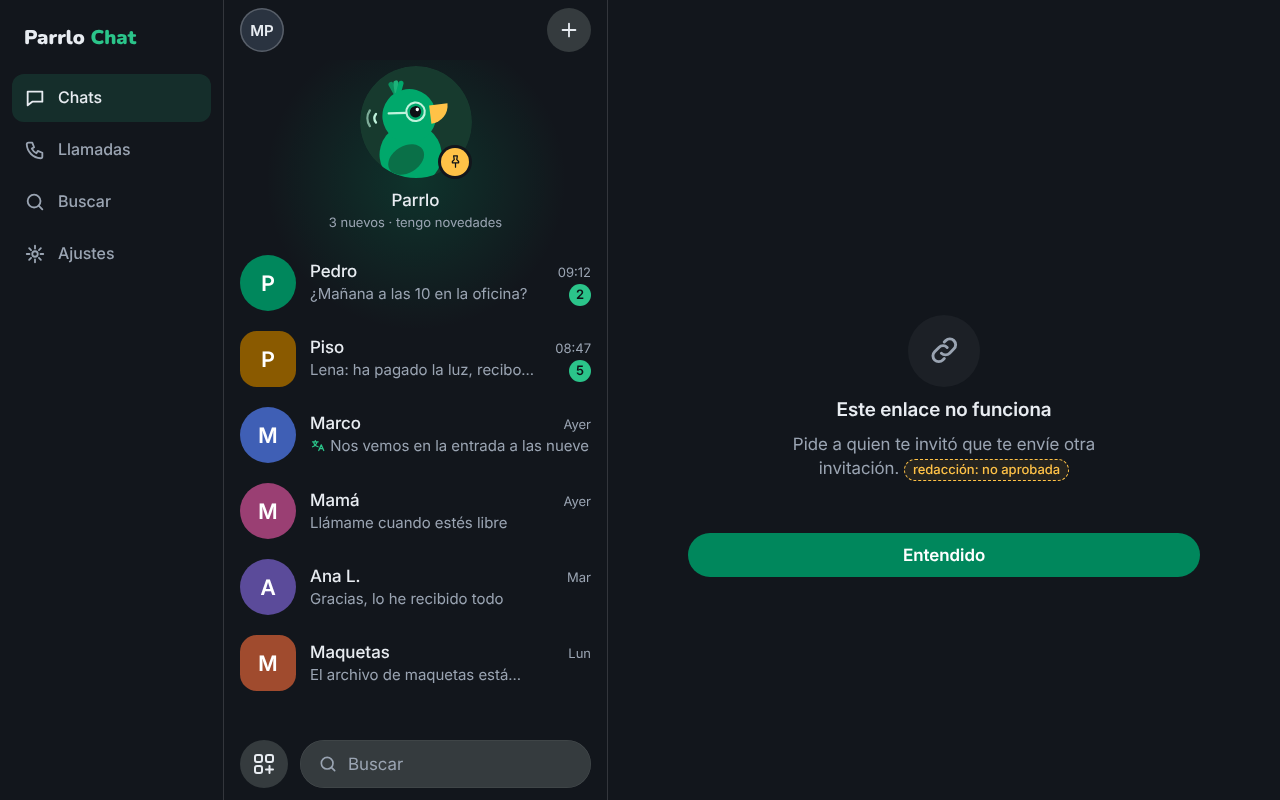 Parrlo Chat
Chats
Llamadas
Buscar
Ajustes
MP
Parrlo
3 nuevos · tengo novedades
P
Pedro
09:12
¿Mañana a las 10 en la oficina?
2
P
Piso
08:47
Lena: ha pagado la luz, recibo...
5
M
Marco
Ayer
Nos vemos en la entrada a las nueve
M
Mamá
Ayer
Llámame cuando estés libre
A
Ana L.
Mar
Gracias, lo he recibido todo
M
Maquetas
Lun
El archivo de maquetas está...
Buscar
Este enlace no funciona
Pide a quien te invitó que te envíe otra
invitación. redacción: no aprobada
Entendido